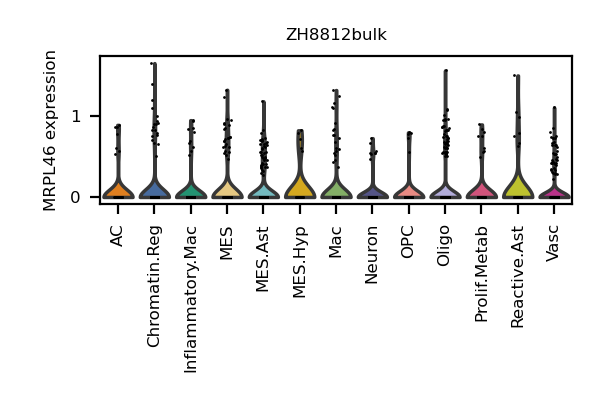 ZH8812bulk
MRPL46 expression
1
0
AC
Chromatin.Reg
Inflammatory.Mac
MES
MES.Ast
MES.Hyp
Mac
Neuron
OPC
Oligo
Prolif.Metab
Reactive.Ast
Vasc